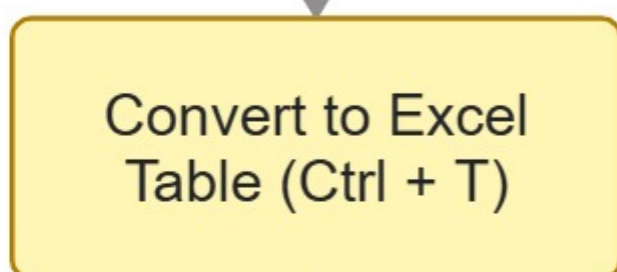 Convert to Excel
Table (Ctrl + T)